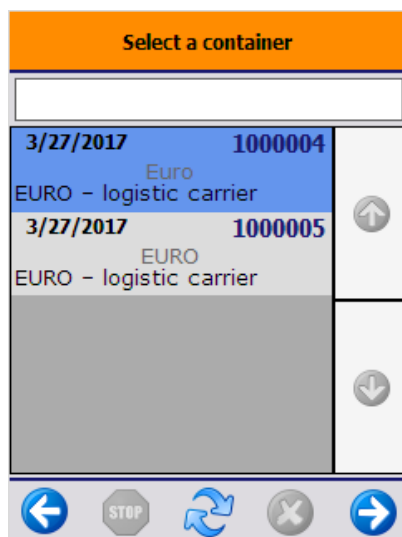 Select a container
3/27/2017 1000004
Euro
EURO - logistic carrier
3/27/2017 1000005
EURO
EURO - logistic carrier
STOP